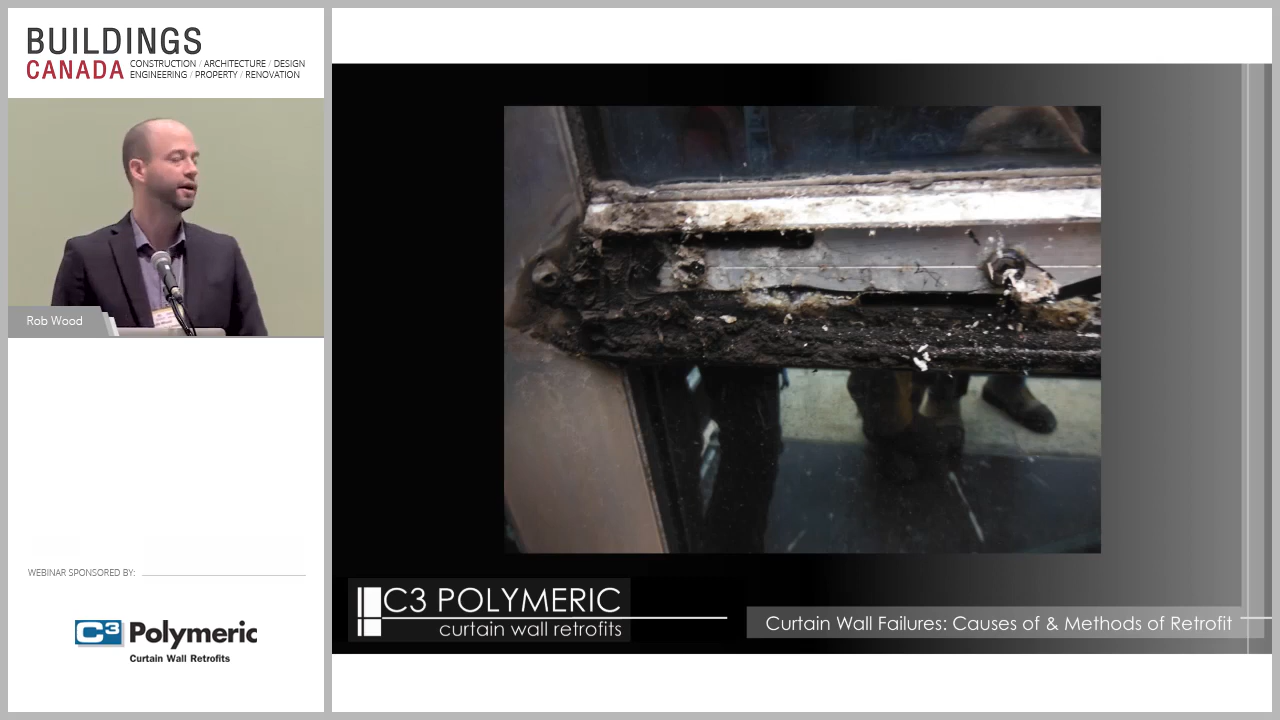 BUILDINGS
CANADA
CONSTRUCTION / ARCHITECTURE / DESIGN
ENGINEERING / PROPERTY / RENOVATION
Rob Wood
WEBINAR SPONSORED BY:
C3 Polymeric
Curtain Wall Retrofits
C3 POLYMERIC
curtain wall retrofits
Curtain Wall Failures: Causes of & Methods of Retrofit